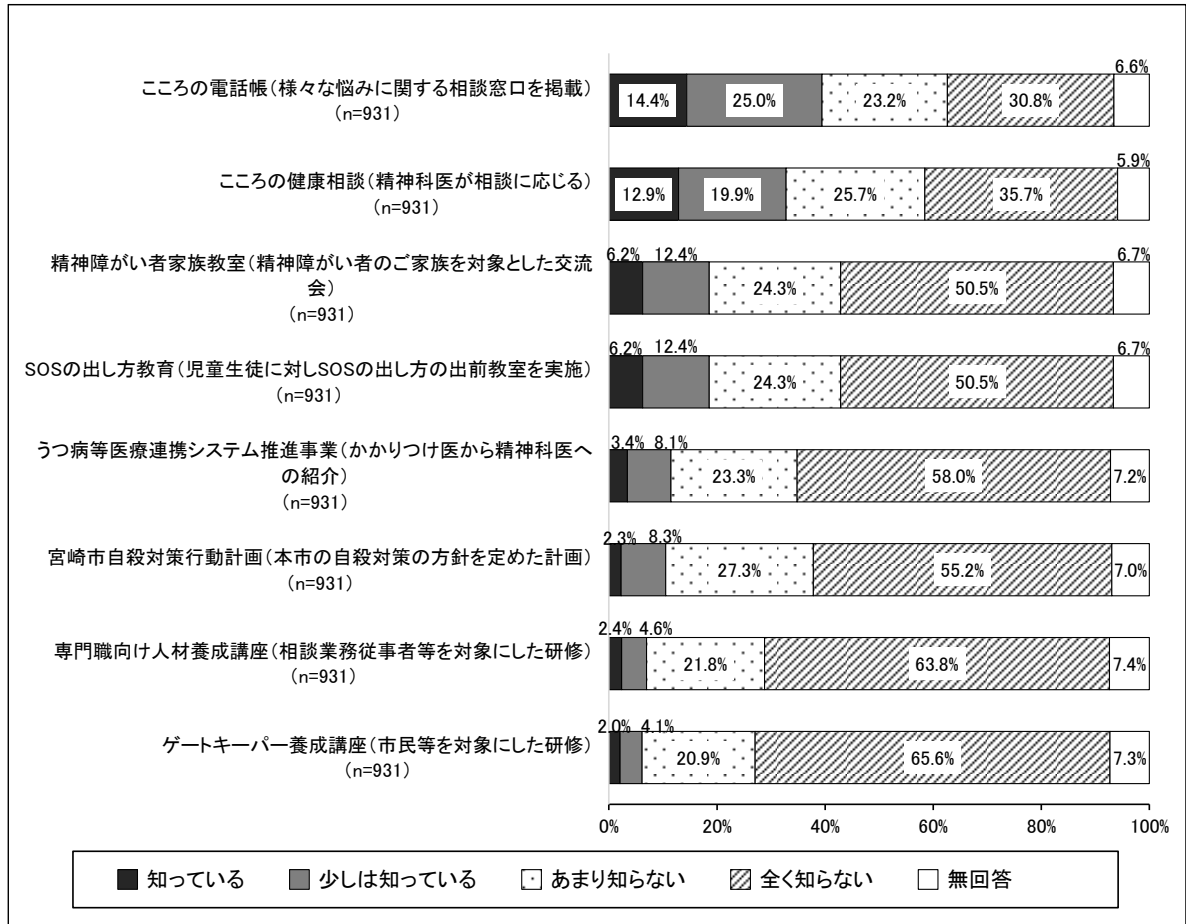 6.6%
こころの電話帳(様々な悩みに関する相談窓口を掲載)
(n=931)
14.4% 25.0% 23.2% 30.8%
5.9%
こころの健康相談(精神科医が相談に応じる)
(n=931)
12.9% 19.9% 25.7% 35.7%
6.2% 12.4% 6.7%
精神障がい者家族教室(精神障がい者のご家族を対象とした交流
会)
(n=931)
24.3% 50.5%
6.2% 12.4% 6.7%
SOSの出し方教育(児童生徒に対しSOSの出し方の出前教室を実施)
(n=931)
24.3% 50.5%
3.4% 8.1%
うつ病等医療連携システム推進事業(かかりつけ医から精神科医へ
の紹介)
(n=931)
23.3% 58.0% 7.2%
2.3% 8.3%
宮崎市自殺対策行動計画(本市の自殺対策の方針を定めた計画)
(n=931)
27.3% 55.2% 7.0%
2.4% 4.6%
専門職向け人材養成講座(相談業務従事者等を対象にした研修)
(n=931)
21.8% 63.8% 7.4%
2.0% 4.1%
ゲートキーパー養成講座(市民等を対象にした研修)
(n=931)
20.9% 65.6% 7.3%
0% 20% 40% 60% 80% 100%
知っている 少しは知っている あまり知らない 全く知らない 無回答